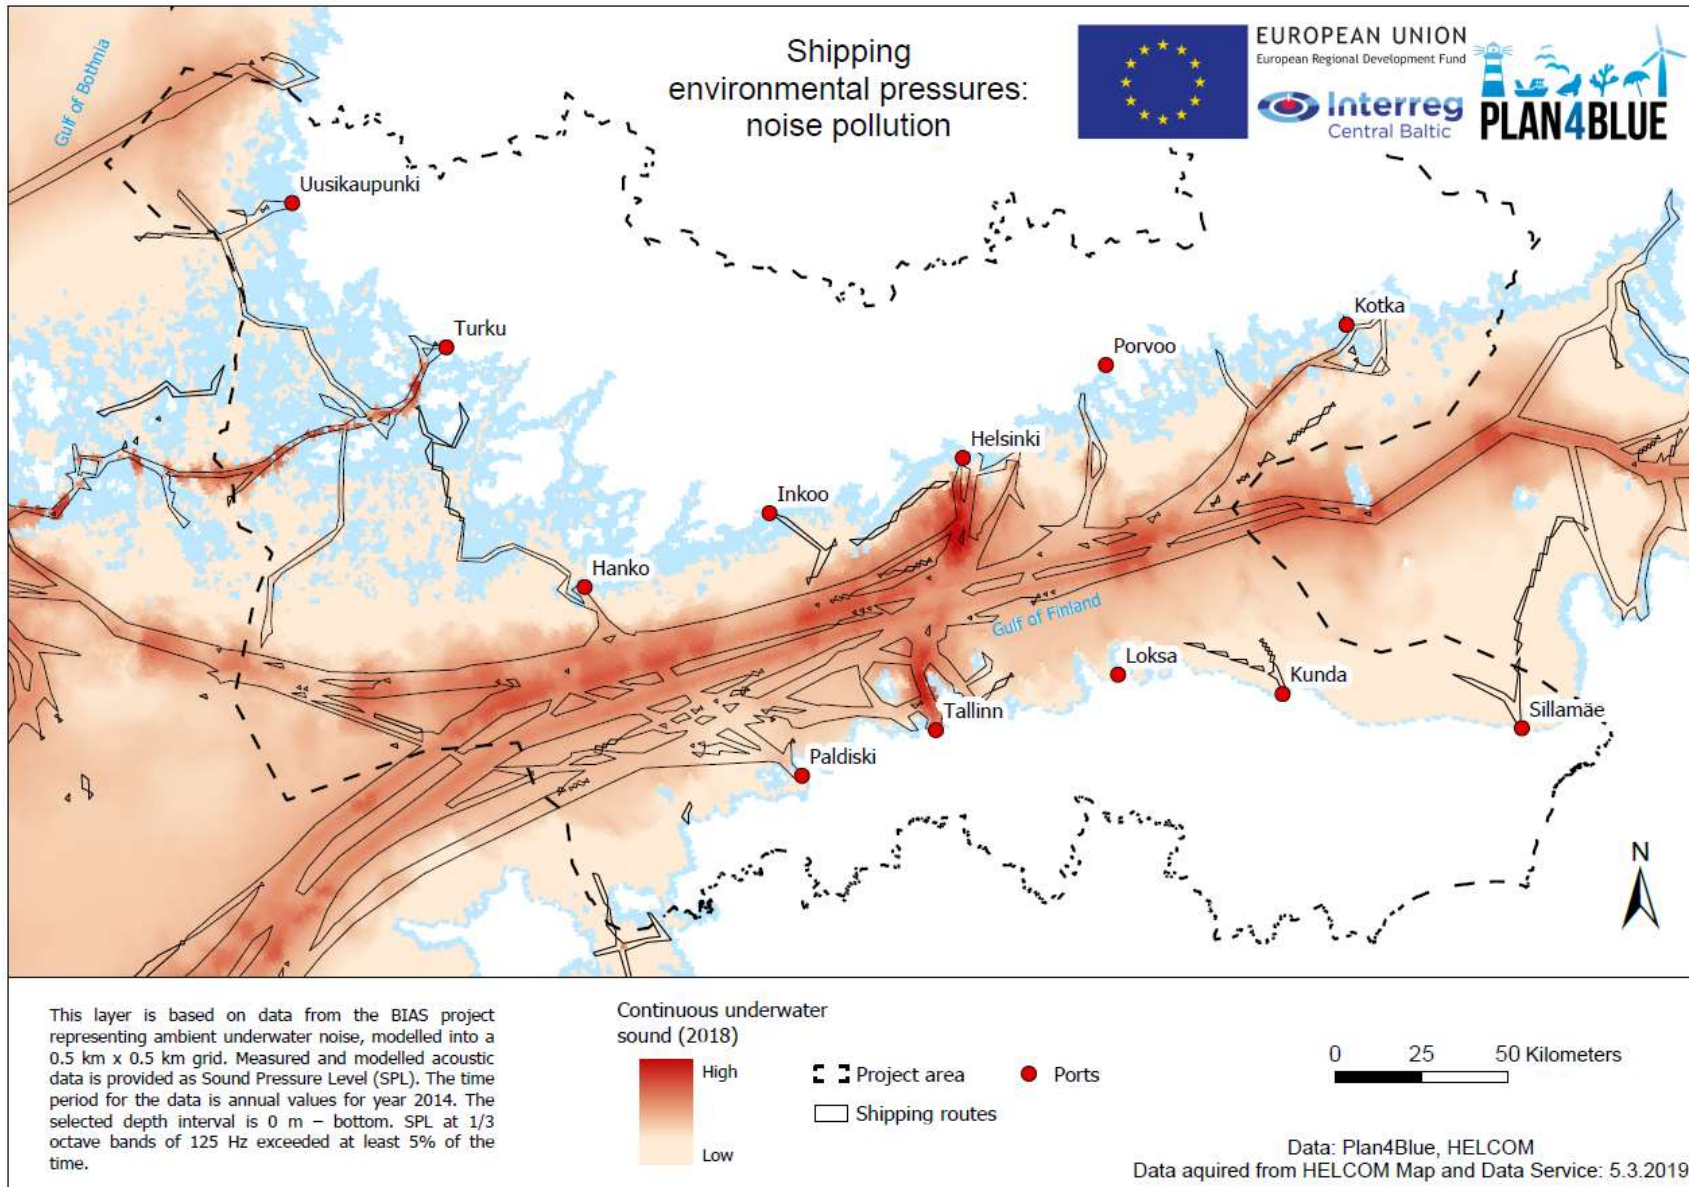 Shipping
environmental pressures:
noise pollution
EUROPEAN UNION
European Regional Development Fund
Interreg
Central Baltic
PLAN4BLUE
Gulf of Bothnia
Uusikaupunki
Turku
Kotka
Porvoo
Helsinki
Inkoo
Hanko
Gulf of Finland
Loksa
Kunda
Tallinn
Sillamäe
Paldiski
N
This layer is based on data from the BIAS project
representing ambient underwater noise, modelled into a
0.5 km x 0.5 km grid. Measured and modelled acoustic
data is provided as Sound Pressure Level (SPL). The time
period for the data is annual values for year 2014. The
selected depth interval is 0 m – bottom. SPL at 1/3
octave bands of 125 Hz exceeded at least 5% of the
time.
Continuous underwater
sound (2018)
High
Low
Project area
Ports
Shipping routes
0 25 50 Kilometers
Data: Plan4Blue, HELCOM
Data aquired from HELCOM Map and Data Service: 5.3.2019